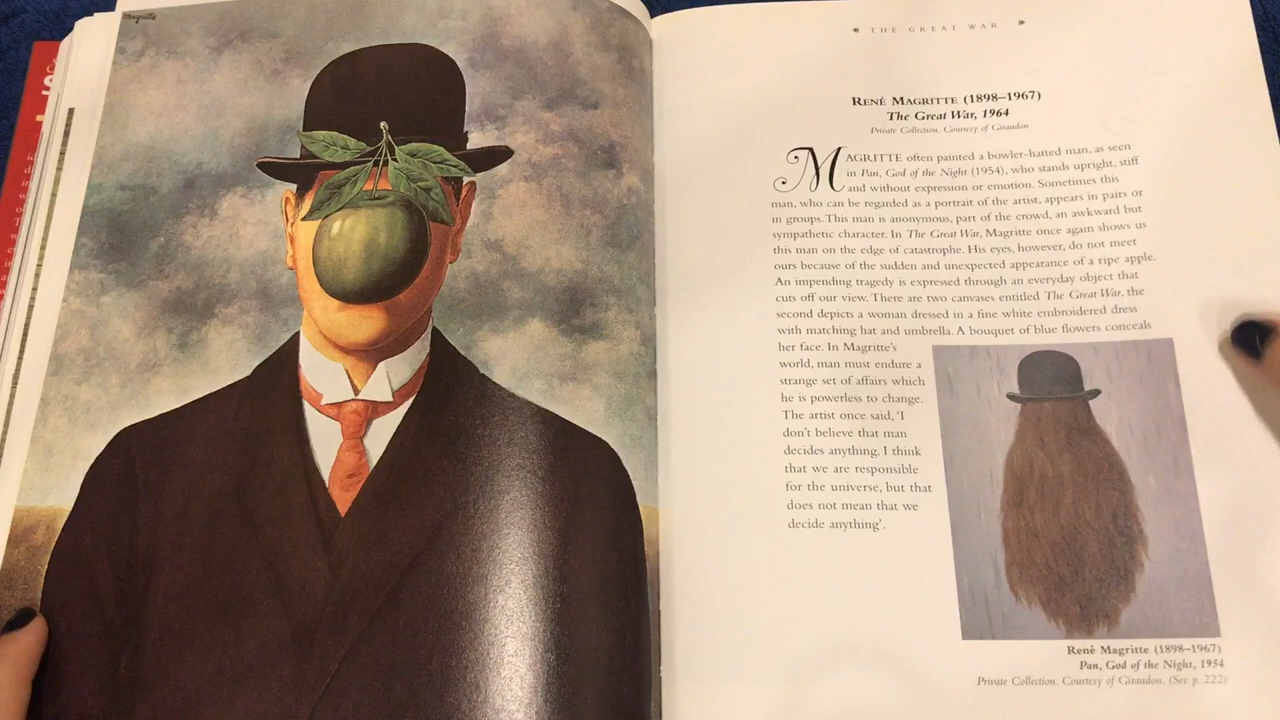 Magritte
THE GREAT WAR
RENÉ MAGRITTE (1898–1967)
The Great War, 1964
Private Collection. Courtesy of Giraudon
MAGRITTE often painted a bowler-hatted man, as seen
in Pan, God of the Night (1954), who stands upright, stiff
and without expression or emotion. Sometimes this
man, who can be regarded as a portrait of the artist, appears in pairs or
in groups. This man is anonymous, part of the crowd, an awkward but
sympathetic character. In The Great War, Magritte once again shows us
this man on the edge of catastrophe. His eyes, however, do not meet
ours because of the sudden and unexpected appearance of a ripe apple.
An impending tragedy is expressed through an everyday object that
cuts off our view. There are two canvases entitled The Great War, the
second depicts a woman dressed in a fine white embroidered dress
with matching hat and umbrella. A bouquet of blue flowers conceals
her face. In Magritte's
world, man must endure a
strange set of affairs which
he is powerless to change.
The artist once said, 'I
don't believe that man
decides anything. I think
that we are responsible
for the universe, but that
does not mean that we
decide anything'.
René Magritte (1898–1967)
Pan, God of the Night, 1954
Private Collection. Courtesy of Giraudon. (See p. 222)